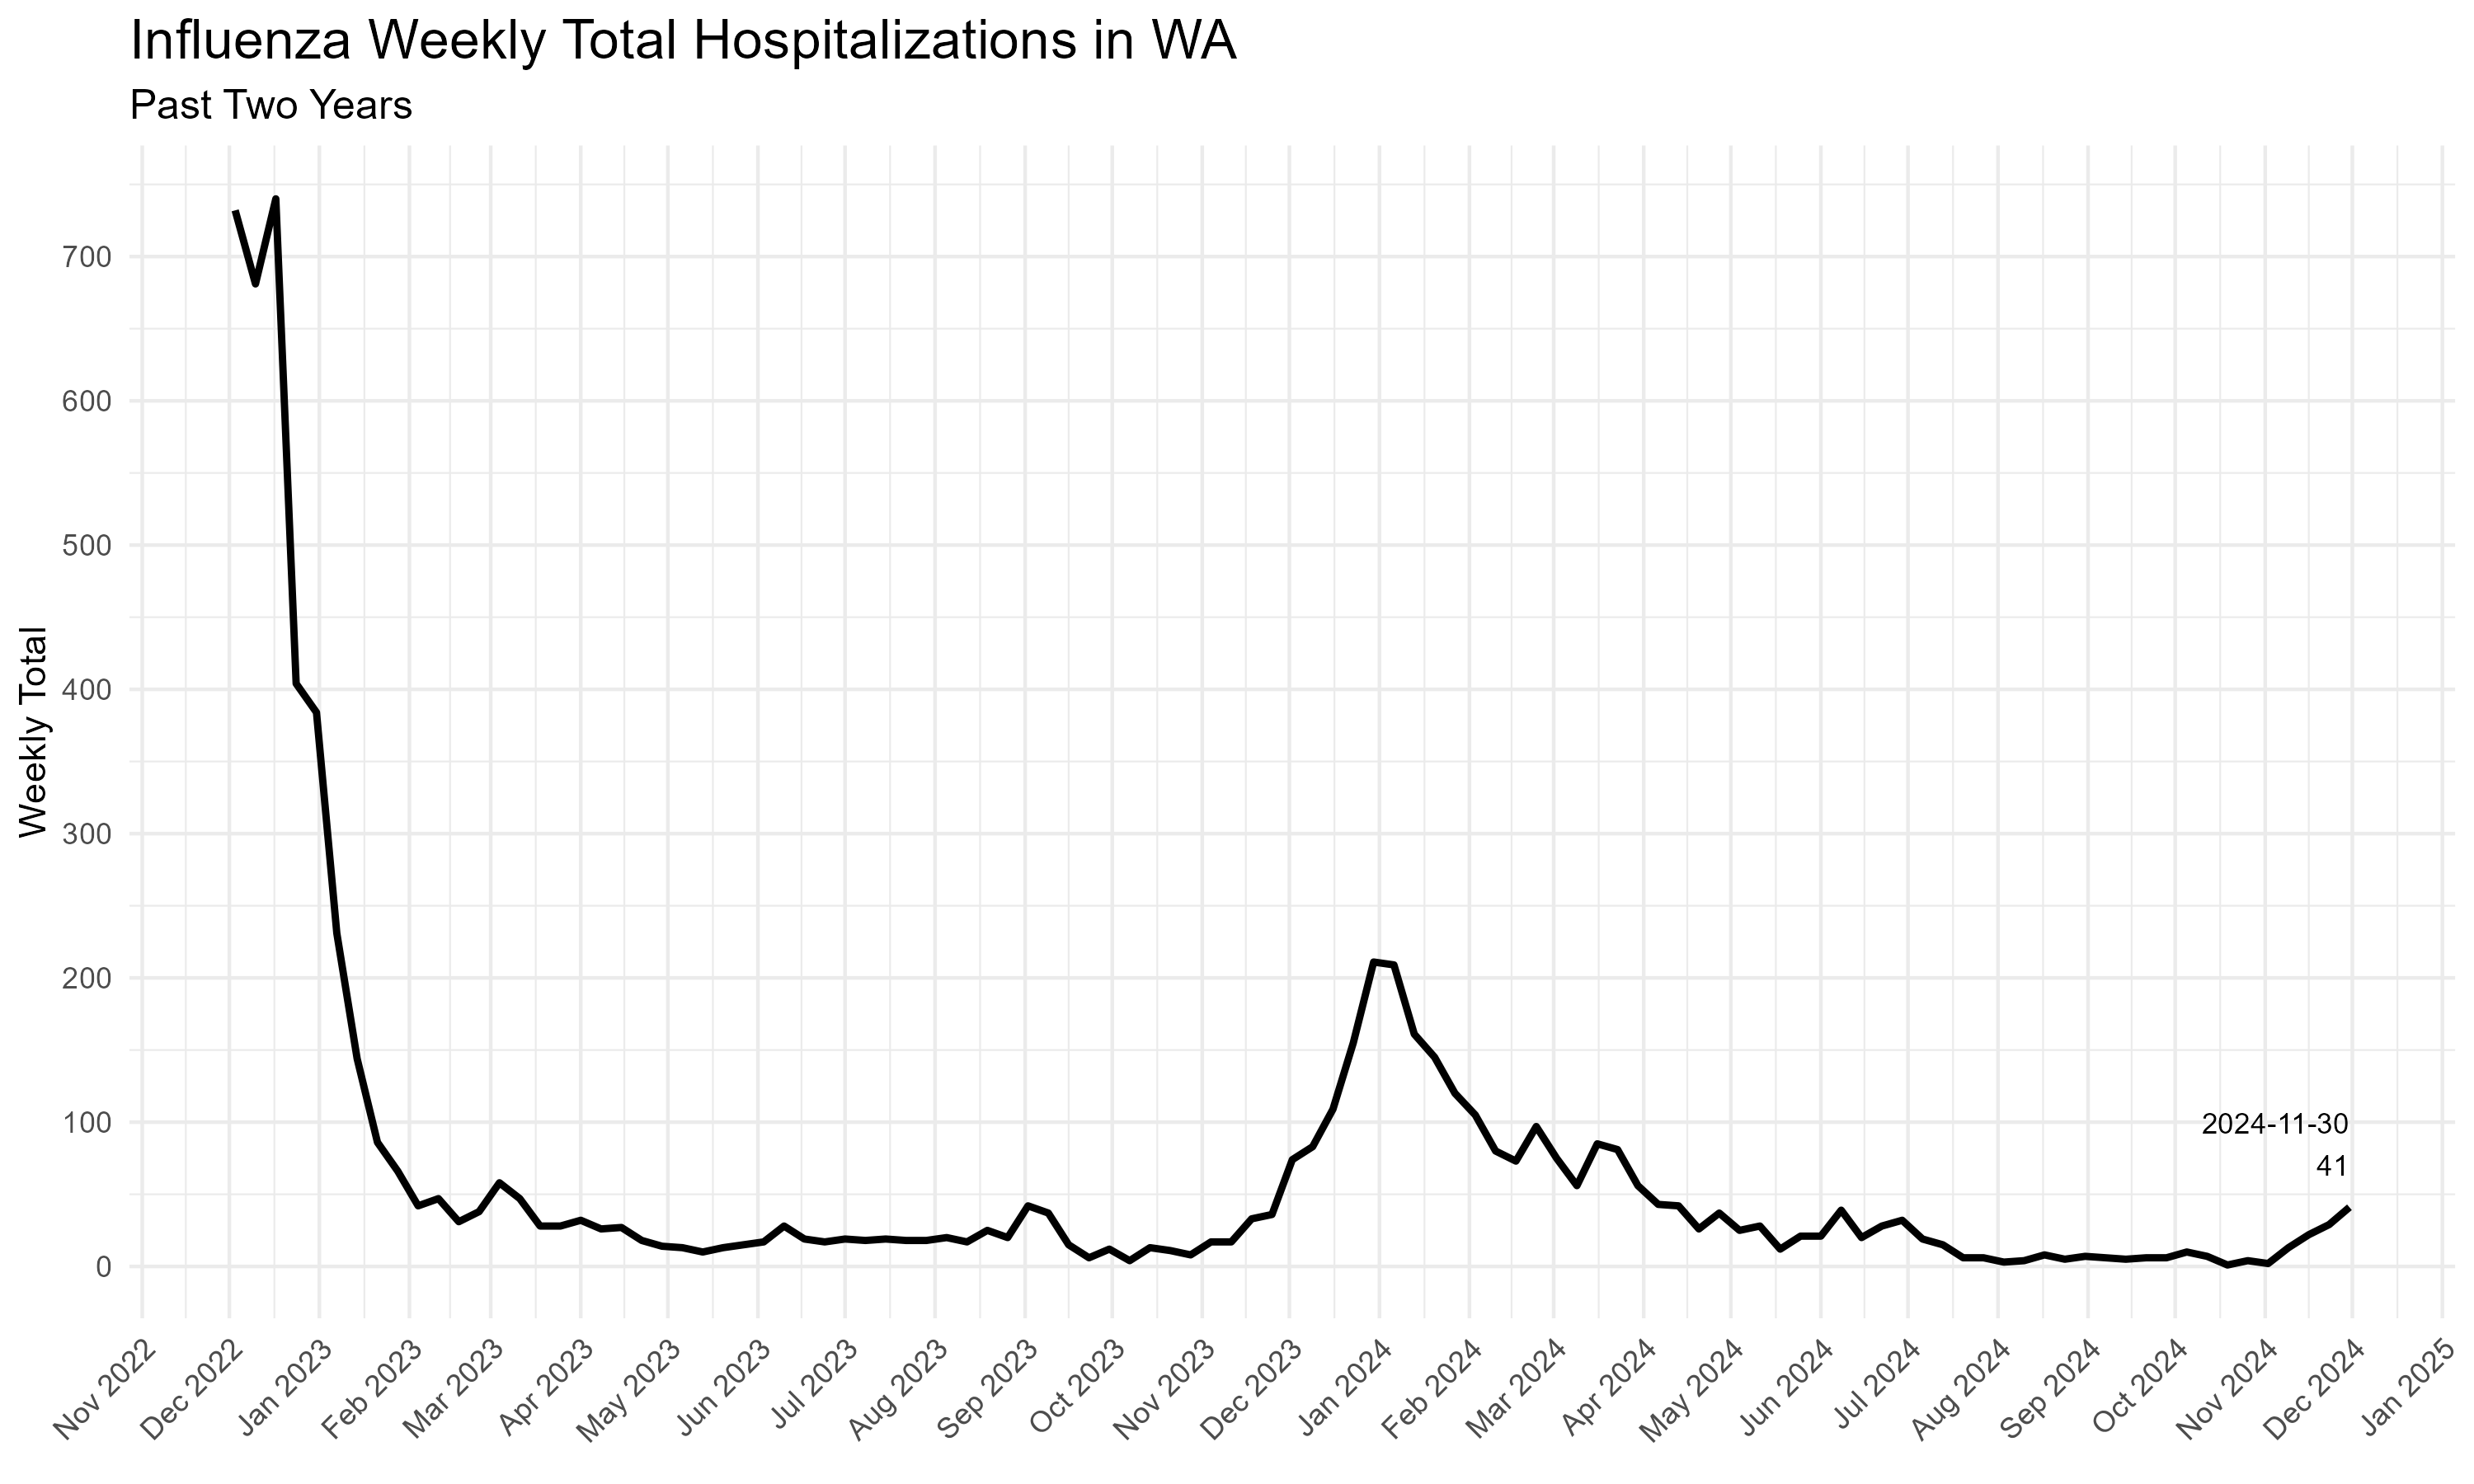 Influenza Weekly Total Hospitalizations in WA
Past Two Years
Weekly Total
700
600
500
400
300
200
100
0
2024-11-30
41
Nov 2022
Dec 2022
Jan 2023
Feb 2023
Mar 2023
Apr 2023
May 2023
Jun 2023
Jul 2023
Aug 2023
Sep 2023
Oct 2023
Nov 2023
Dec 2023
Jan 2024
Feb 2024
Mar 2024
Apr 2024
May 2024
Jun 2024
Jul 2024
Aug 2024
Sep 2024
Oct 2024
Nov 2024
Dec 2024
Jan 2025